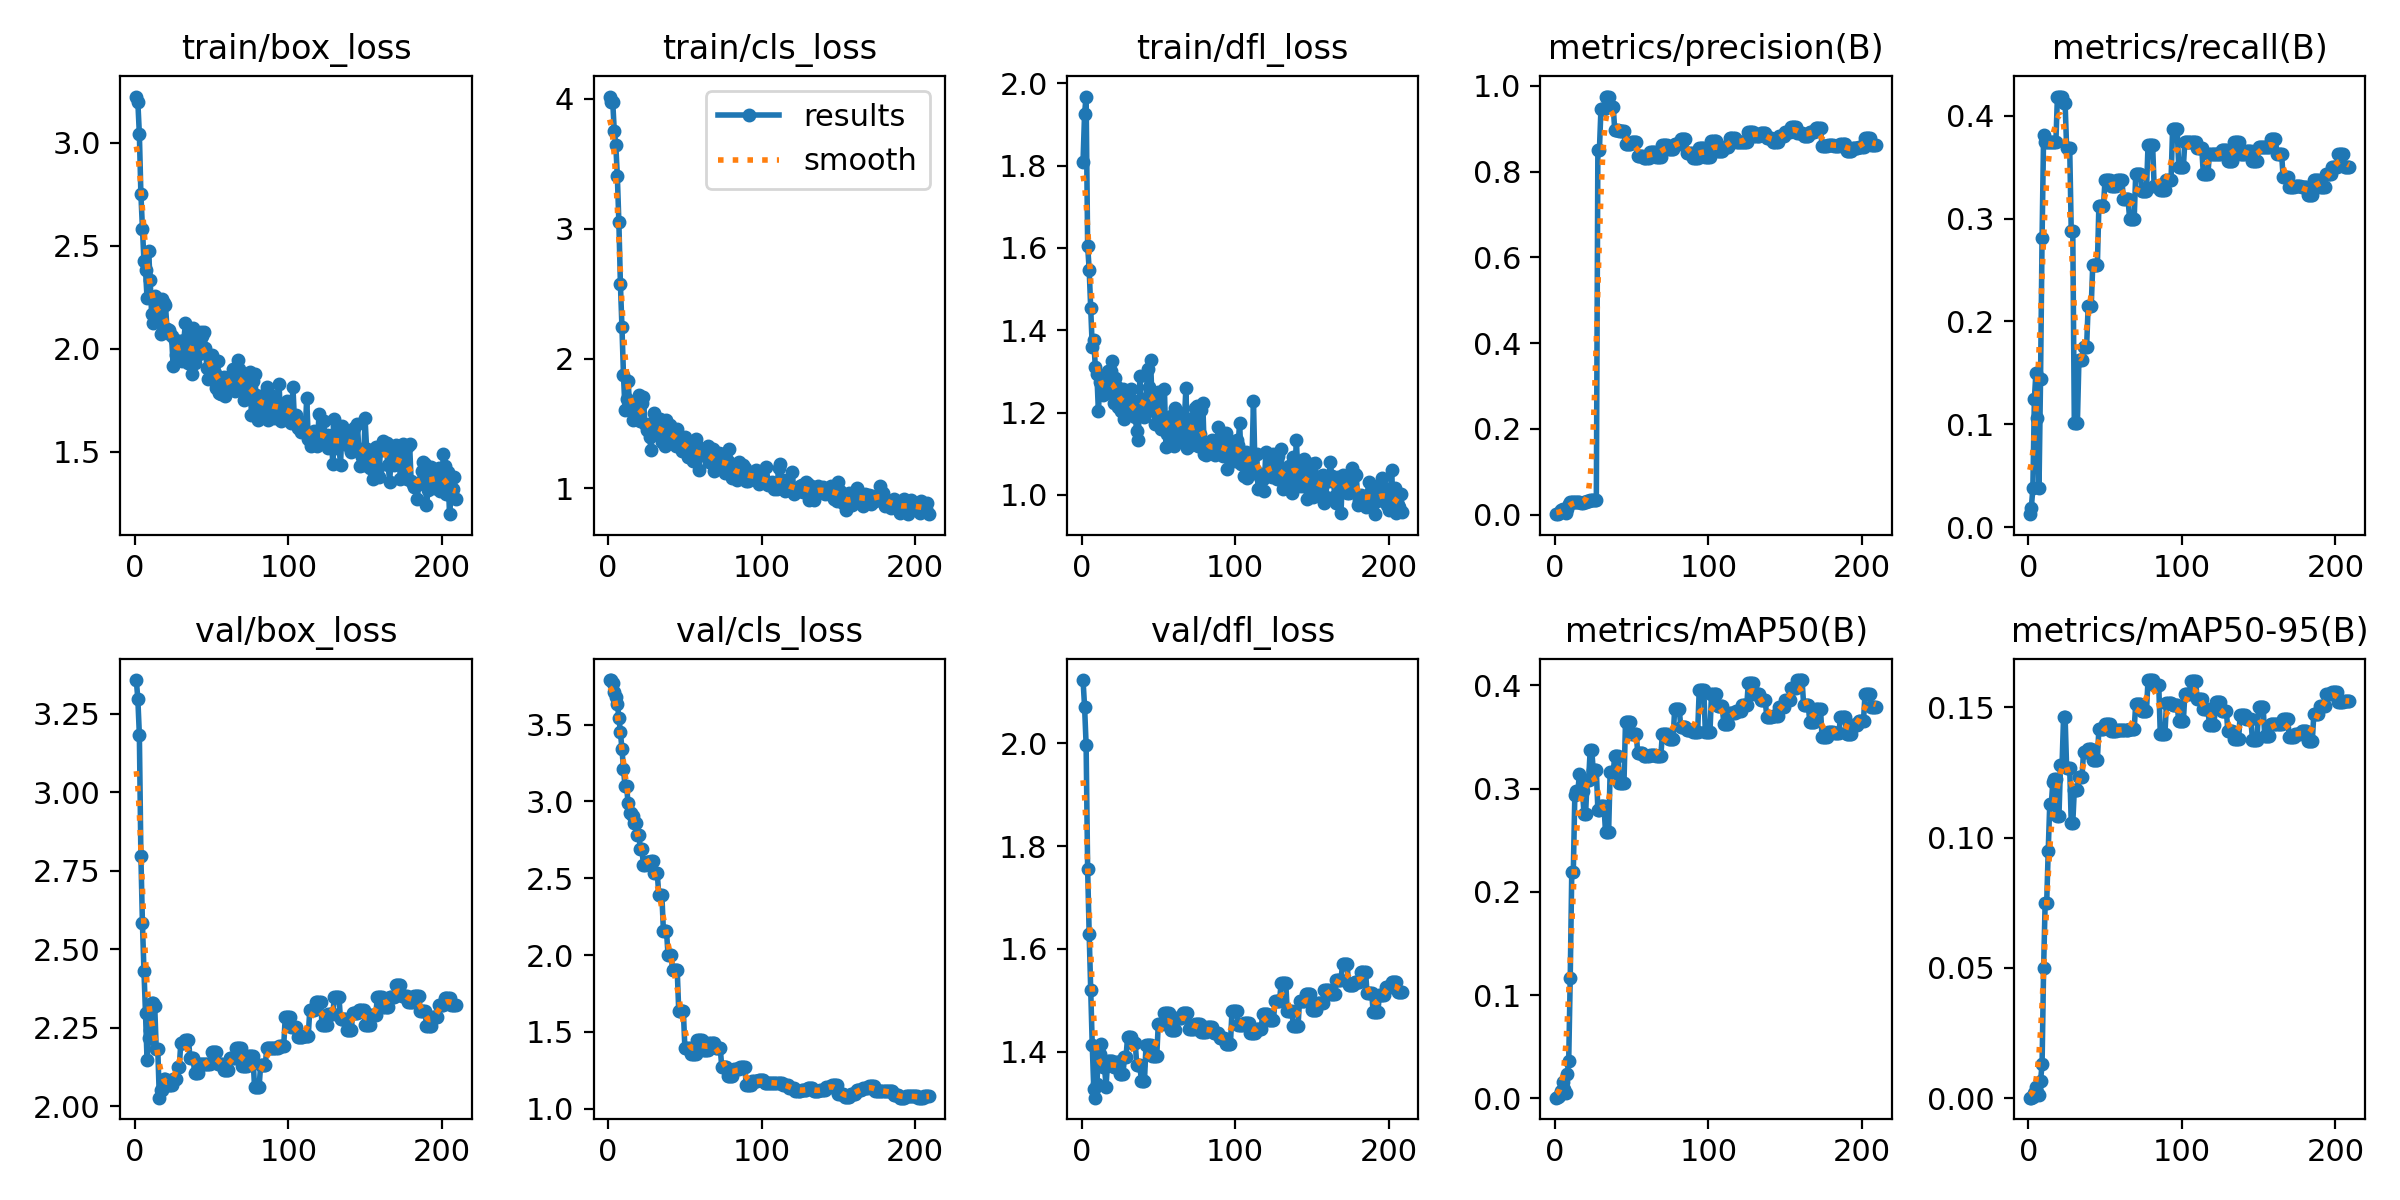 train/box_loss
3.0
2.5
2.0
1.5
0 100 200
train/cls_loss
results
smooth
4
3
2
1
0 100 200
train/dfl_loss
2.0
1.8
1.6
1.4
1.2
1.0
0 100 200
metrics/precision(B)
1.0
0.8
0.6
0.4
0.2
0.0
0 100 200
metrics/recall(B)
0.4
0.3
0.2
0.1
0.0
0 100 200
val/box_loss
3.25
3.00
2.75
2.50
2.25
2.00
0 100 200
val/cls_loss
3.5
3.0
2.5
2.0
1.5
1.0
0 100 200
val/dfl_loss
2.0
1.8
1.6
1.4
0 100 200
metrics/mAP50(B)
0.4
0.3
0.2
0.1
0.0
0 100 200
metrics/mAP50-95(B)
0.15
0.10
0.05
0.00
0 100 200